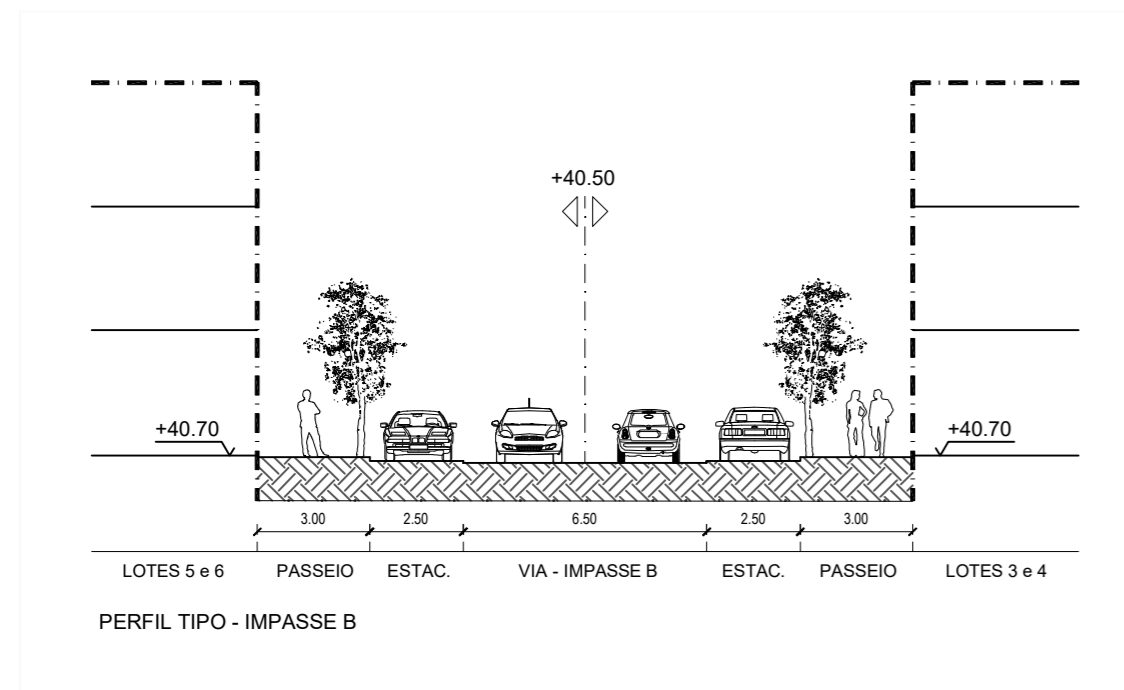 +40.50
+40.70 +40.70
3.00 2.50 6.50 2.50 3.00
LOTES 5 e 6 PASSEIO ESTAC. VIA - IMPASSE B ESTAC. PASSEIO LOTES 3 e 4
PERFIL TIPO - IMPASSE B